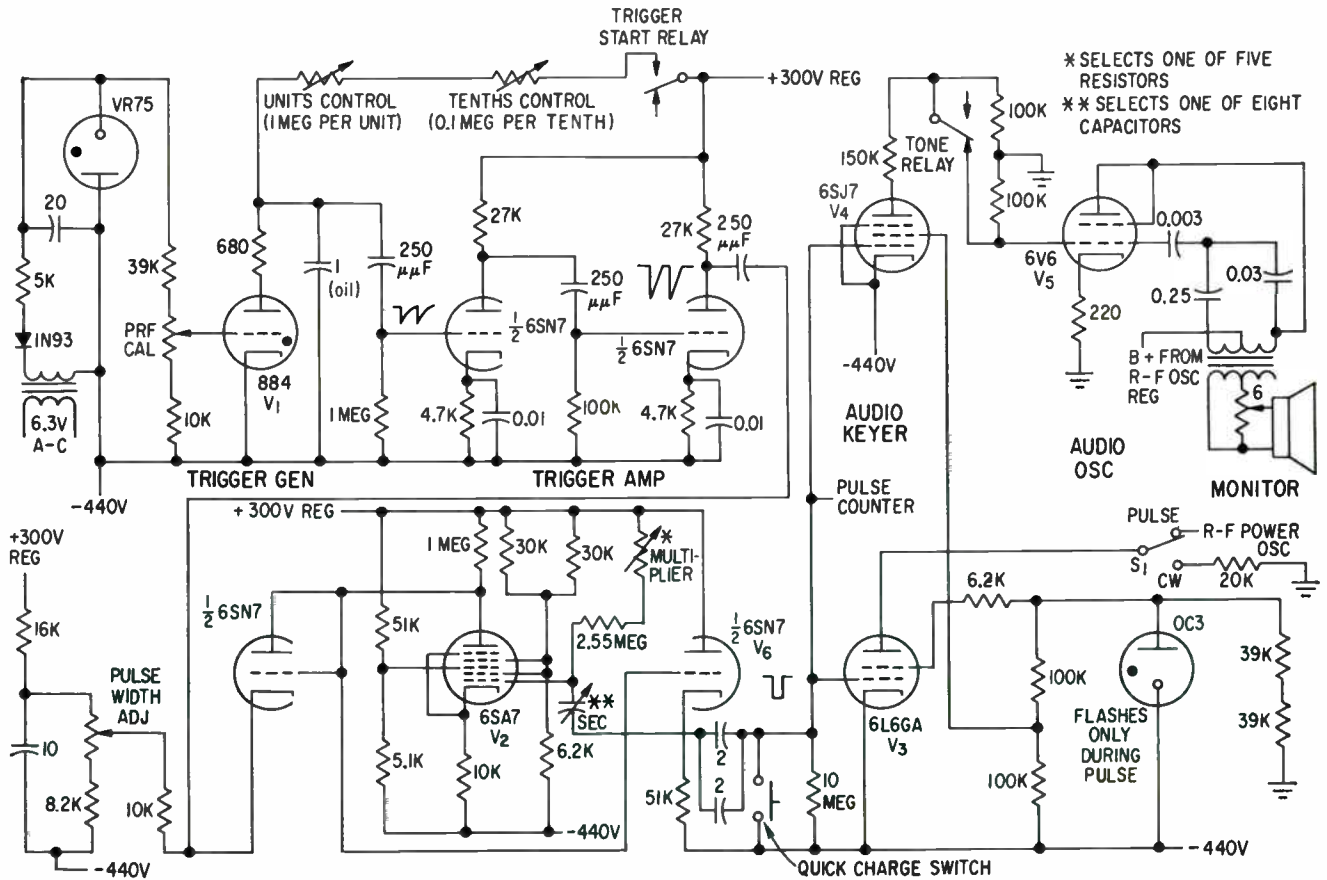 TRIGGER
START RELAY
UNITS CONTROL
(1 MEG PER UNIT)
TENTHS CONTROL
(0.1 MEG PER TENTH)
+300V REG
* SELECTS ONE OF FIVE
RESISTORS
** SELECTS ONE OF EIGHT
CAPACITORS
VR75
20
5K
1N93
6.3V
A-C
39K
PRF
CAL
10K
680
884
V1
1
(oil)
250
μμF
1 MEG
27K
½ 6SN7
4.7K
0.01
250
μμF
100K
27K
250
μμF
½ 6SN7
4.7K
0.01
TRIGGER GEN
TRIGGER AMP
-440V
150K
6SJ7
V4
TONE
RELAY
100K
100K
-440V
AUDIO
KEYER
6V6
V5
220
0.003
0.25
0.03
B+ FROM
R-F OSC
REG
6
AUDIO
OSC
MONITOR
PULSE
COUNTER
+300V
REG
16K
10
PULSE
WIDTH
ADJ
8.2K
10K
-440V
+300V REG
½ 6SN7
1 MEG
30K
30K
* MULTI-
PLIER
51K
2.55MEG
6SA7
V2
** SEC
5.1K
10K
6.2K
-440V
½ 6SN7
V6
51K
2
2
10
MEG
QUICK CHARGE SWITCH
6L6GA
V3
6.2K
PULSE
R-F POWER
OSC
S1
CW
20K
100K
100K
OC3
FLASHES
ONLY
DURING
PULSE
39K
39K
-440V